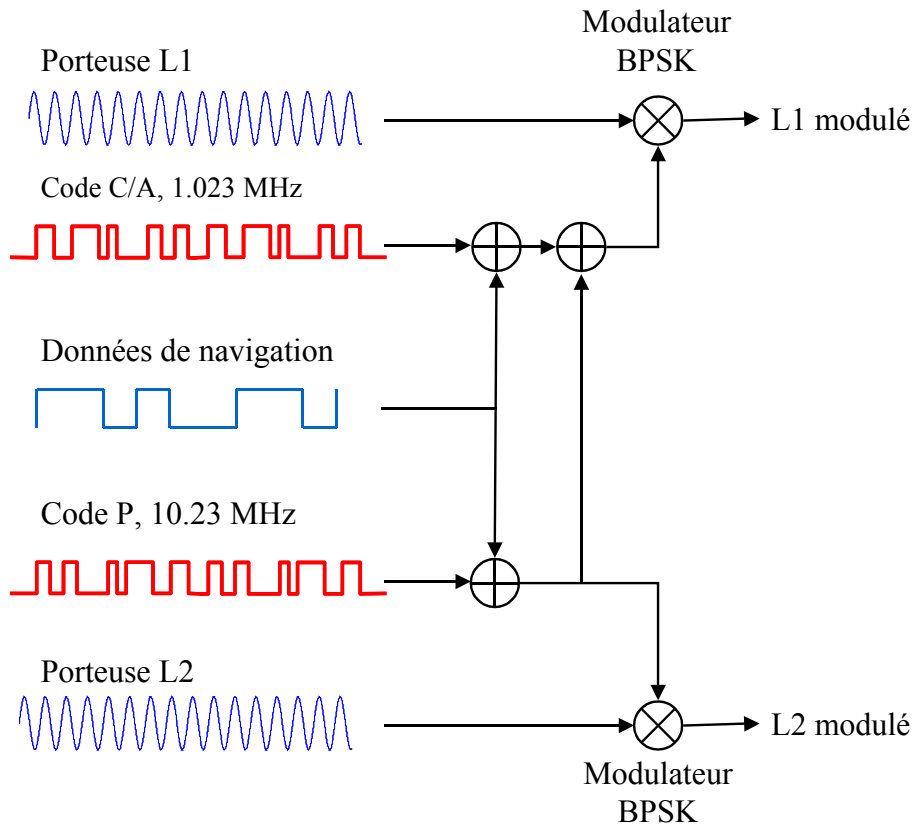 Modulateur
BPSK
Porteuse L1
L1 modulé
Code C/A, 1.023 MHz
Données de navigation
Code P, 10.23 MHz
Porteuse L2
L2 modulé
Modulateur
BPSK